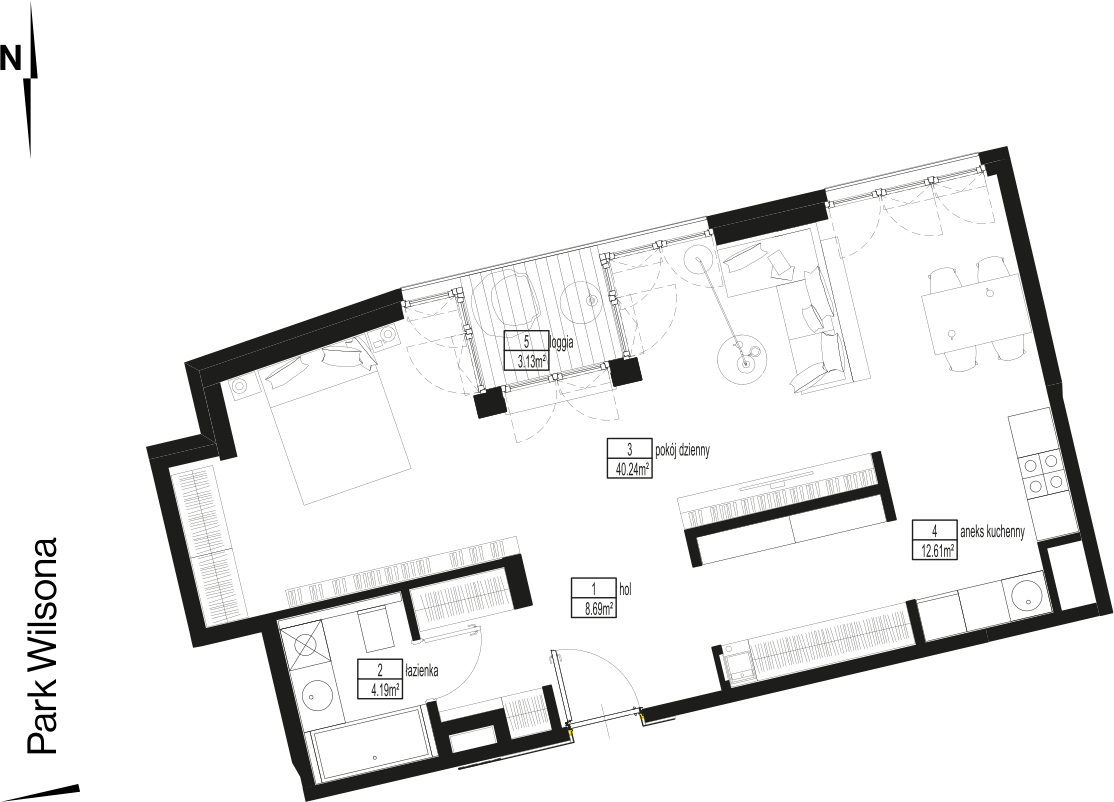 N
5
loggia
3.13m²
3
pokój dzienny
40.24m²
4
aneks kuchenny
12.61m²
1
hol
8.69m²
2
łazienka
4.19m²
Park Wilsona